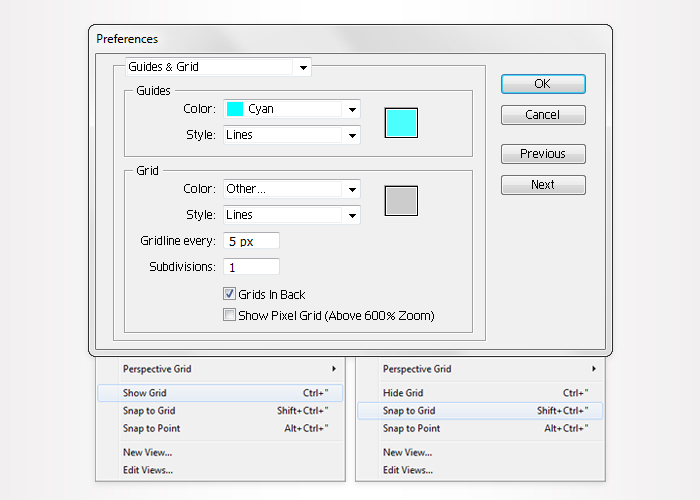 Preferences
Guides & Grid
Guides
Color: Cyan
Style: Lines
Grid
Color: Other...
Style: Lines
Gridline every: 5 px
Subdivisions: 1
Grids In Back
Show Pixel Grid (Above 600% Zoom)
OK
Cancel
Previous
Next
Perspective Grid
Show Grid Ctrl+"
Snap to Grid Shift+Ctrl+"
Snap to Point Alt+Ctrl+"
New View...
Edit Views...
Perspective Grid
Hide Grid Ctrl+"
Snap to Grid Shift+Ctrl+"
Snap to Point Alt+Ctrl+"
New View...
Edit Views...